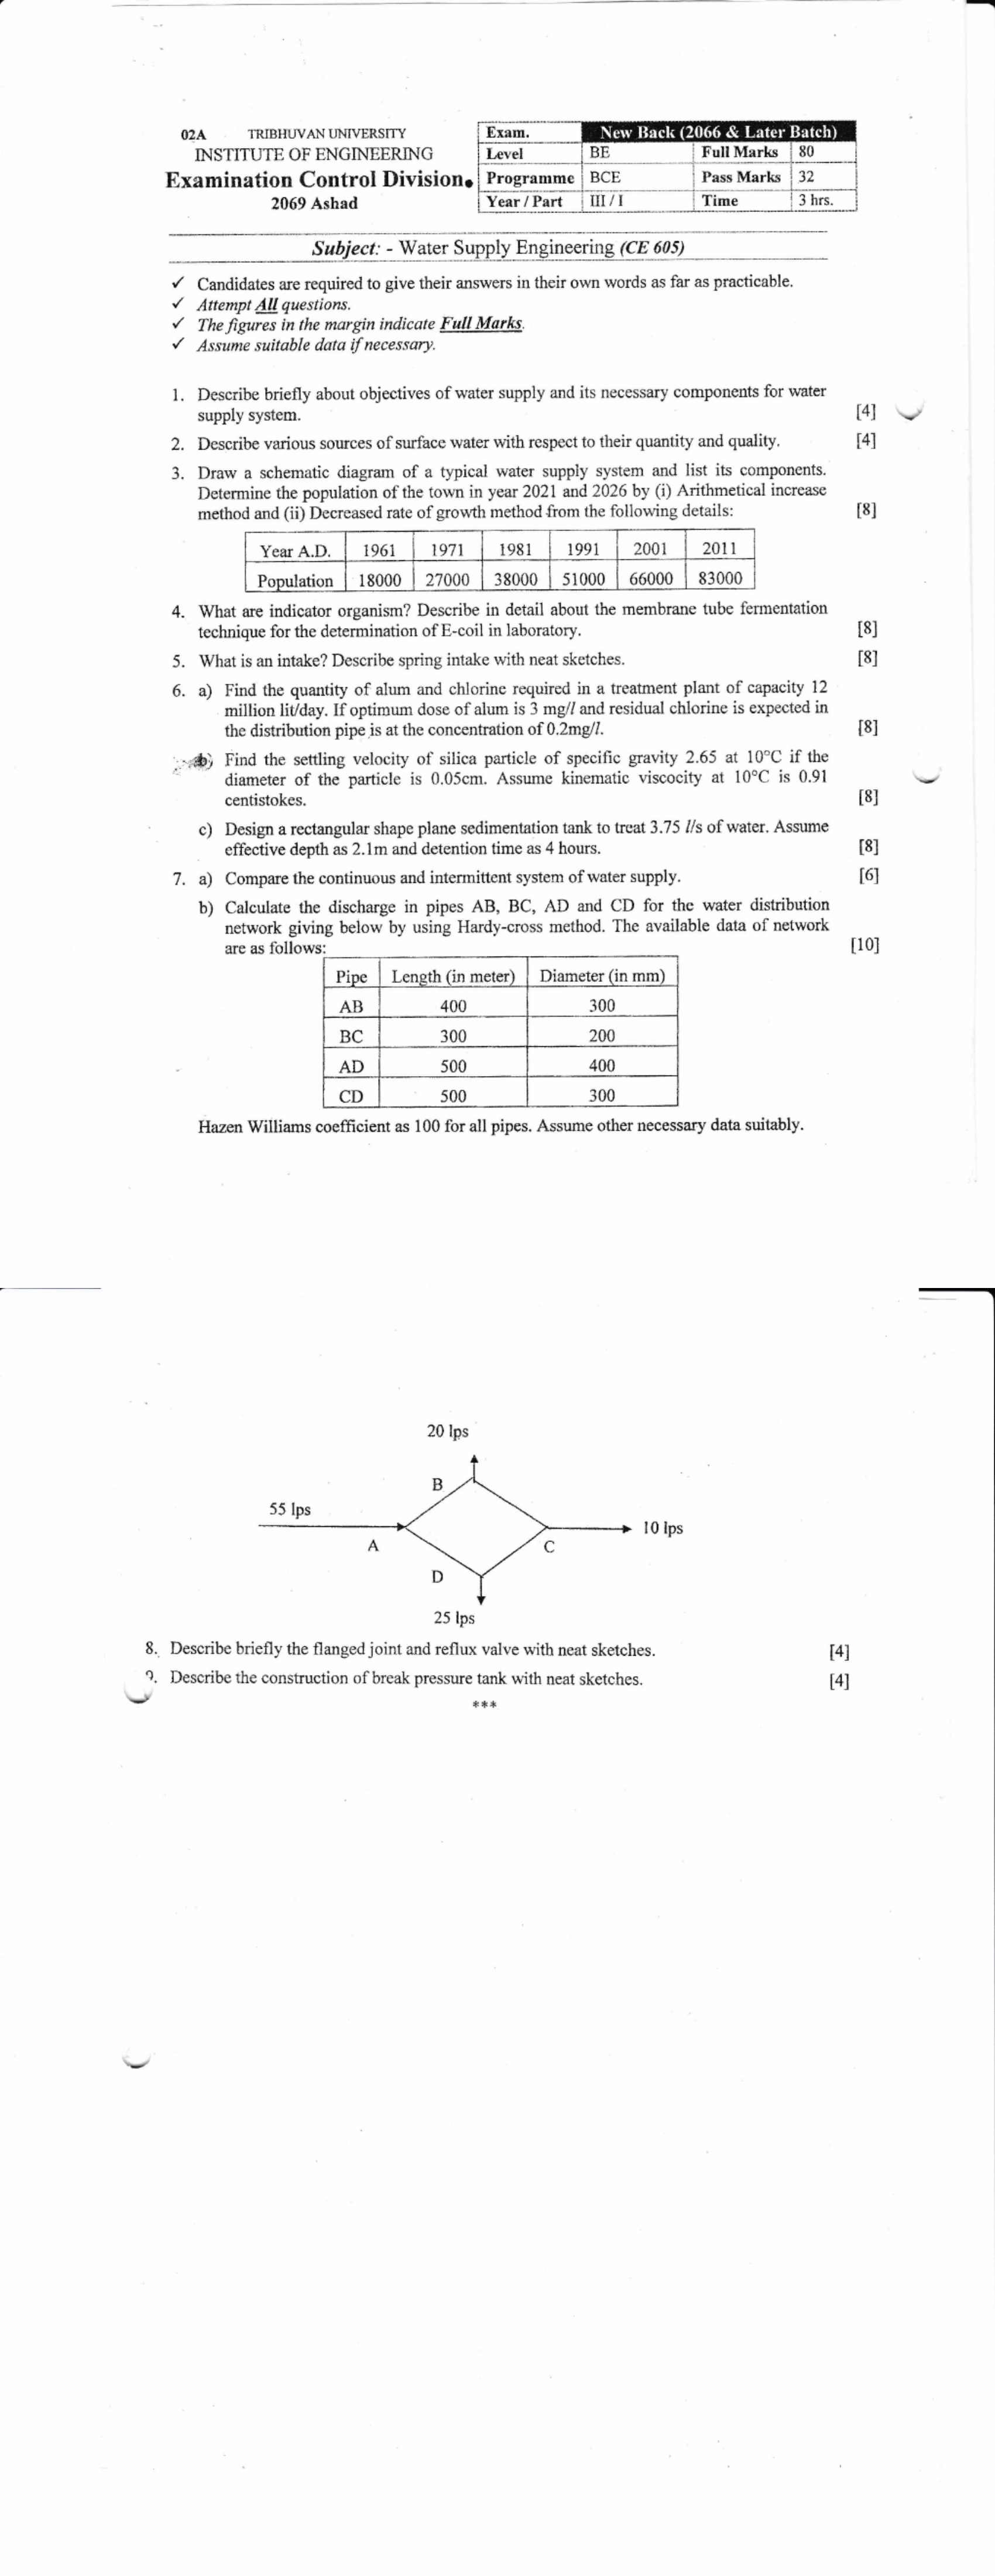 02A TRIBHUVAN UNIVERSITY
INSTITUTE OF ENGINEERING
Examination Control Division
2069 Ashad
Exam. New Back (2066 & Later Batch)
Level BE Full Marks 80
Programme BCE Pass Marks 32
Year / Part III / I Time 3 hrs.
Subject: - Water Supply Engineering (CE 605)
✓ Candidates are required to give their answers in their own words as far as practicable.
✓ Attempt All questions.
✓ The figures in the margin indicate Full Marks.
✓ Assume suitable data if necessary.
1. Describe briefly about objectives of water supply and its necessary components for water
supply system. [4]
2. Describe various sources of surface water with respect to their quantity and quality. [4]
3. Draw a schematic diagram of a typical water supply system and list its components.
Determine the population of the town in year 2021 and 2026 by (i) Arithmetical increase
method and (ii) Decreased rate of growth method from the following details: [8]
Year A.D. 1961 1971 1981 1991 2001 2011
Population 18000 27000 38000 51000 66000 83000
4. What are indicator organism? Describe in detail about the membrane tube fermentation
technique for the determination of E-coil in laboratory. [8]
5. What is an intake? Describe spring intake with neat sketches. [8]
6. a) Find the quantity of alum and chlorine required in a treatment plant of capacity 12
million lit/day. If optimum dose of alum is 3 mg/l and residual chlorine is expected in
the distribution pipe is at the concentration of 0.2mg/l. [8]
b) Find the settling velocity of silica particle of specific gravity 2.65 at 10°C if the
diameter of the particle is 0.05cm. Assume kinematic viscocity at 10°C is 0.91
centistokes. [8]
c) Design a rectangular shape plane sedimentation tank to treat 3.75 l/s of water. Assume
effective depth as 2.1m and detention time as 4 hours. [8]
7. a) Compare the continuous and intermittent system of water supply. [6]
b) Calculate the discharge in pipes AB, BC, AD and CD for the water distribution
network giving below by using Hardy-cross method. The available data of network
are as follows: [10]
Pipe Length (in meter) Diameter (in mm)
AB 400 300
BC 300 200
AD 500 400
CD 500 300
Hazen Williams coefficient as 100 for all pipes. Assume other necessary data suitably.
20 lps
B
55 lps
10 lps
A
C
D
25 lps
8. Describe briefly the flanged joint and reflux valve with neat sketches. [4]
9. Describe the construction of break pressure tank with neat sketches. [4]
***